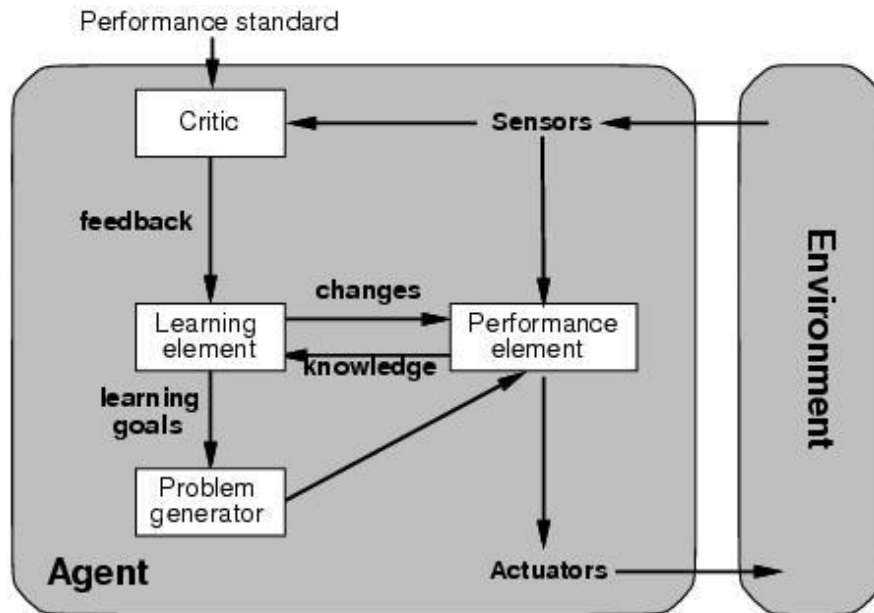 Performance standard
Critic
Sensors
feedback
changes
Learning
element
Performance
element
knowledge
learning
goals
Problem
generator
Agent
Actuators
Environment